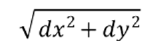 √(dx² + dy²)